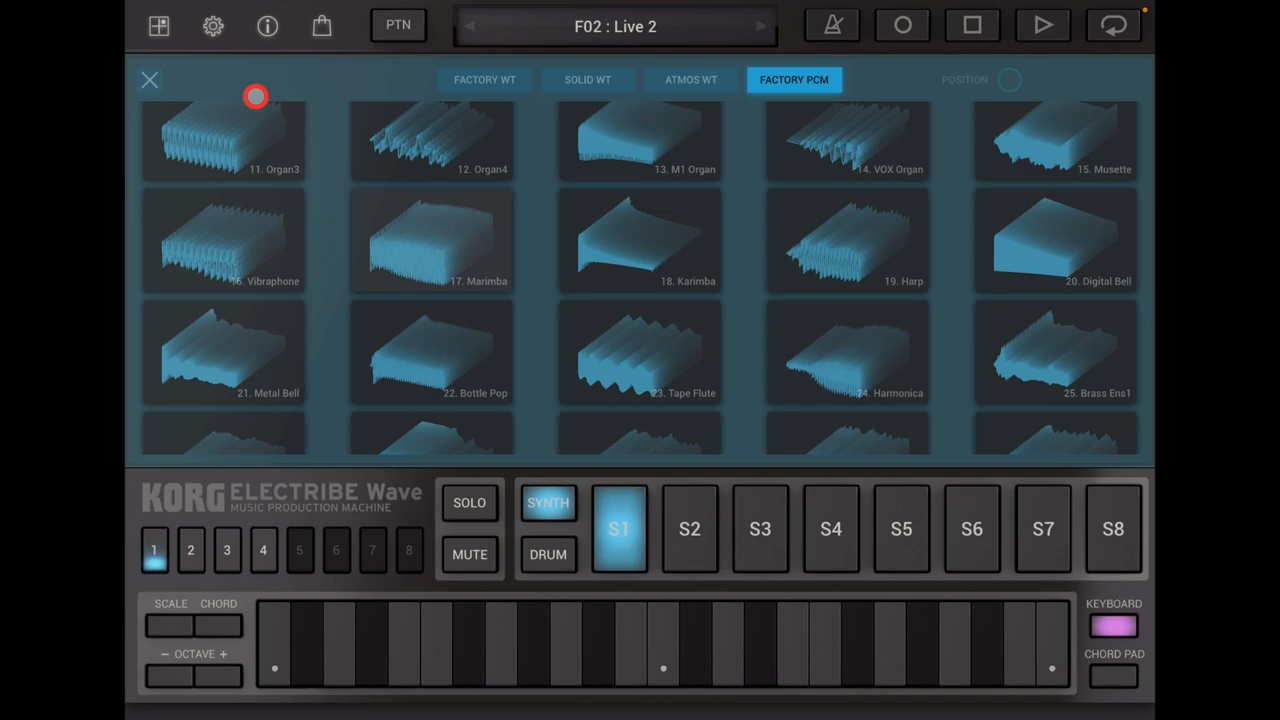 PTN
F02 : Live 2
FACTORY WT
SOLID WT
ATMOS WT
FACTORY PCM
POSITION
11. Organ3
12. Organ4
13. M1 Organ
14. VOX Organ
15. Musette
16. Vibraphone
17. Marimba
18. Karimba
19. Harp
20. Digital Bell
21. Metal Bell
22. Bottle Pop
23. Tape Flute
24. Harmonica
25. Brass Ens1
KORG ELECTRIBE Wave
MUSIC PRODUCTION MACHINE
1 2 3 4 5 6 7 8
SOLO
MUTE
SYNTH
DRUM
S1 S2 S3 S4 S5 S6 S7 S8
SCALE CHORD
− OCTAVE +
KEYBOARD
CHORD PAD